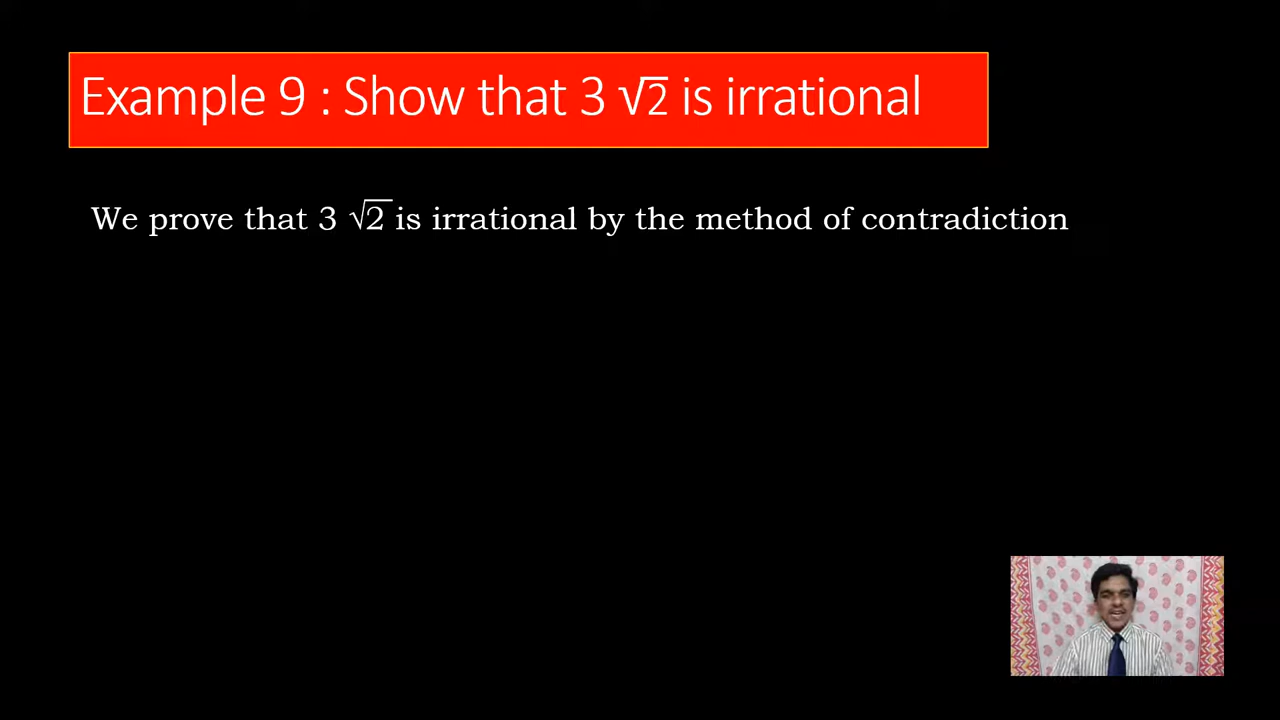 Example 9 : Show that 3 √2 is irrational
We prove that 3 √2 is irrational by the method of contradiction